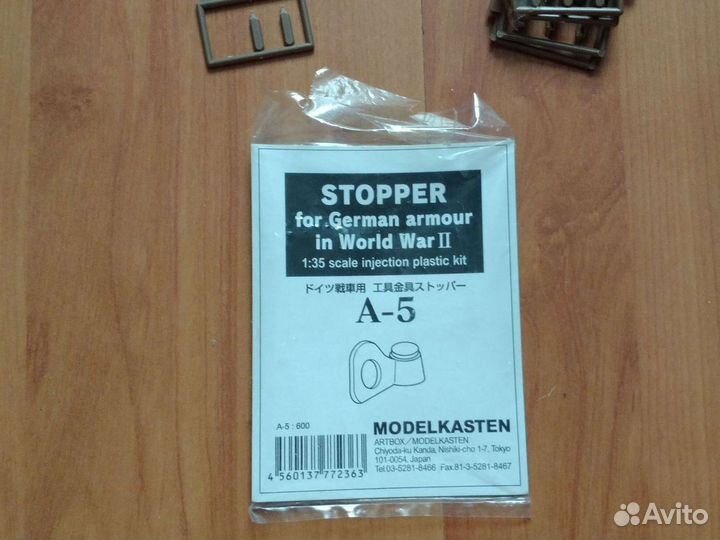 STOPPER
for German armour
in World War II
1:35 scale injection plastic kit
ドイツ戦車用 工具金具ストッパー
A-5
A-5 : 600
MODELKASTEN
ARTBOX／MODELKASTEN
Chiyoda-ku Kanda, Nishiki-cho 1-7, Tokyo
101-0054, Japan
Tel.03-5281-8466 Fax.81-3-5281-8467
4 560137 772363
Avito